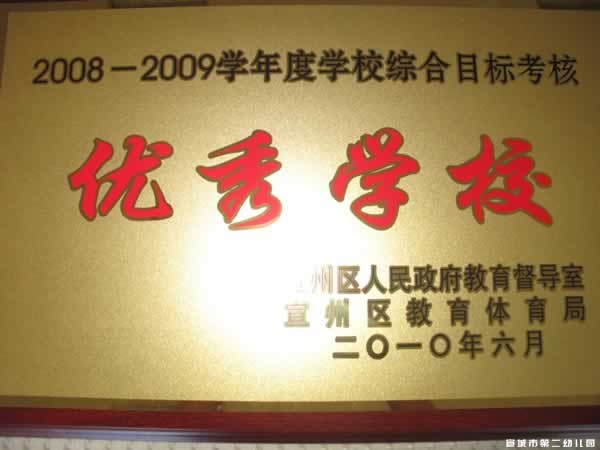 2008-2009学年度学校综合目标考核
优秀学校
州区人民政府教育督导室
宣州区教育体育局
二〇一〇年六月
宣城市第二幼儿园